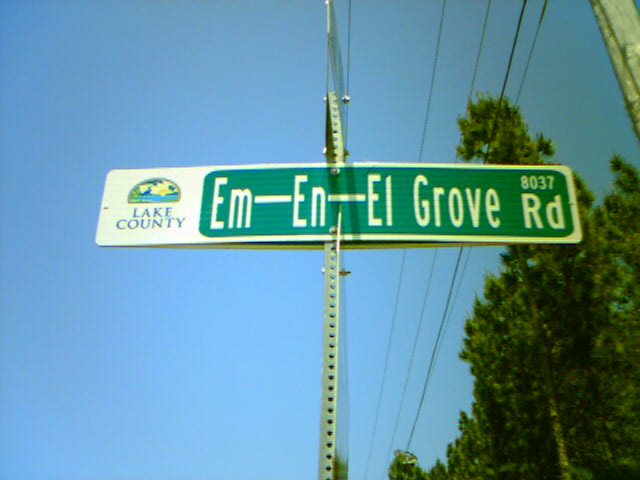 LAKE
COUNTY
Em—En—El Grove Rd
8037